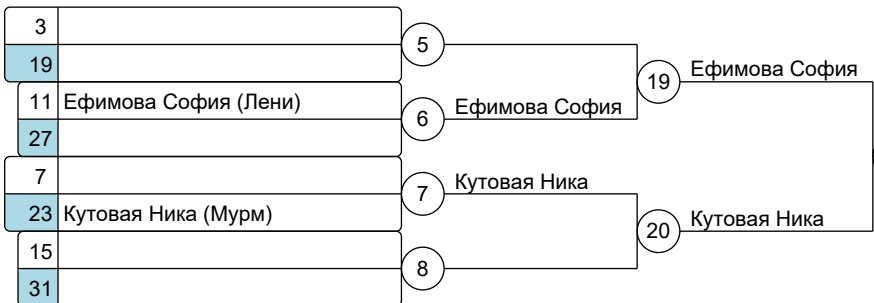 3
5
19
19 Ефимова София
11 Ефимова София (Лени)
6 Ефимова София
27
7
7 Кутовая Ника
23 Кутовая Ника (Мурм)
20 Кутовая Ника
15
8
31